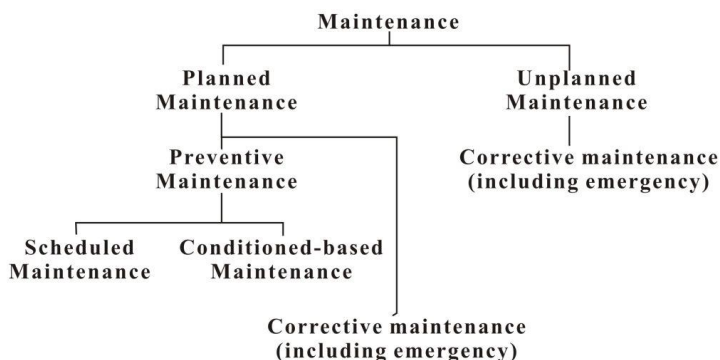 Maintenance
Planned
Maintenance
Unplanned
Maintenance
Preventive
Maintenance
Corrective maintenance
(including emergency)
Scheduled
Maintenance
Conditioned-based
Maintenance
Corrective maintenance
(including emergency)